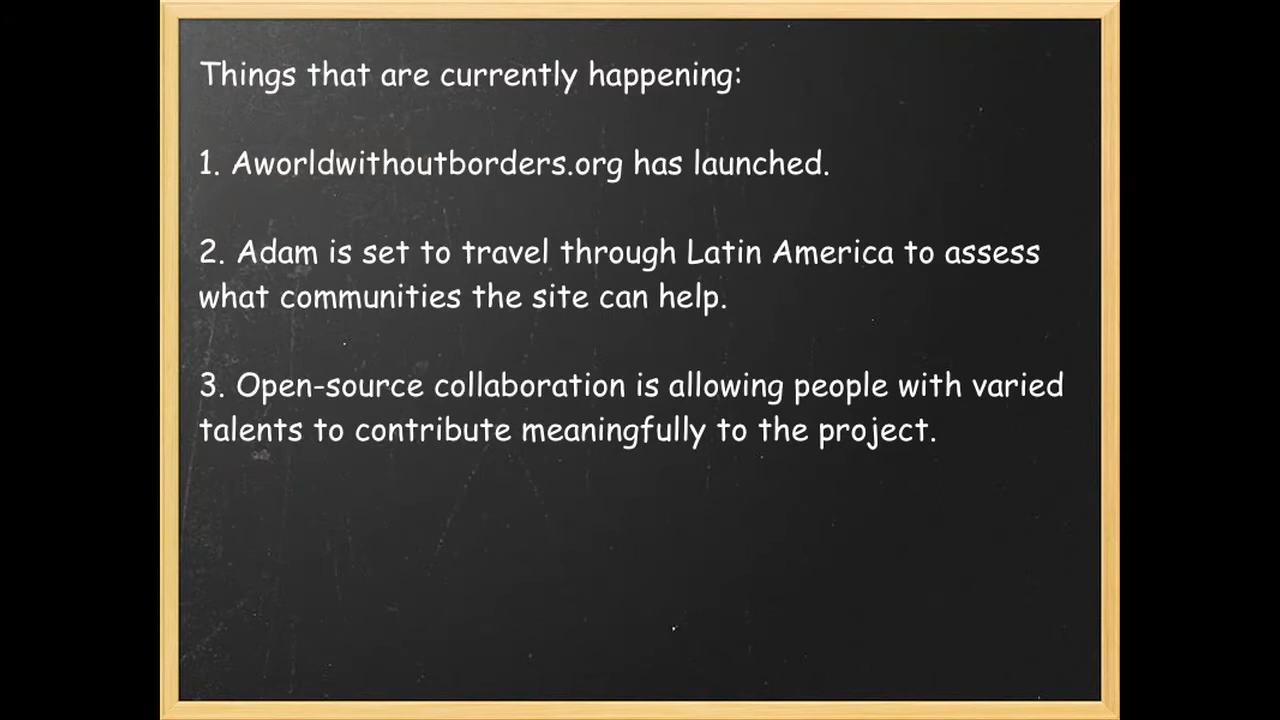 Things that are currently happening:
1. Aworldwithoutborders.org has launched.
2. Adam is set to travel through Latin America to assess
what communities the site can help.
3. Open-source collaboration is allowing people with varied
talents to contribute meaningfully to the project.